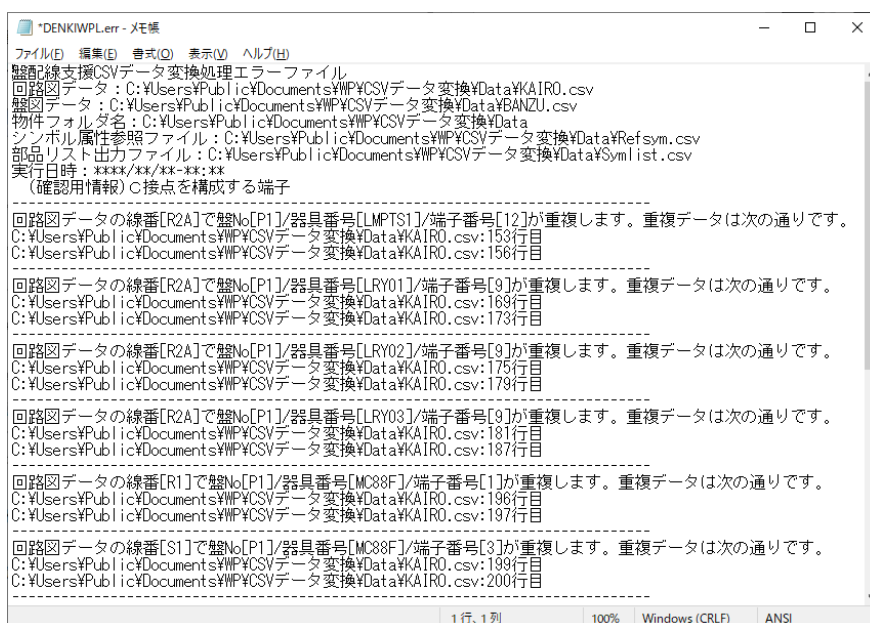 *DENKIWPL.err - メモ帳
ファイル(F) 編集(E) 書式(O) 表示(V) ヘルプ(H)
盤配線支援CSVデータ変換処理エラーファイル
回路図データ：C:¥Users¥Public¥Documents¥WP¥CSVデータ変換¥Data¥KAIRO.csv
盤図データ：C:¥Users¥Public¥Documents¥WP¥CSVデータ変換¥Data¥BANZU.csv
物件フォルダ名：C:¥Users¥Public¥Documents¥WP¥CSVデータ変換¥Data
シンボル属性参照ファイル：C:¥Users¥Public¥Documents¥WP¥CSVデータ変換¥Data¥Refsym.csv
部品リスト出力ファイル：C:¥Users¥Public¥Documents¥WP¥CSVデータ変換¥Data¥Symlist.csv
実行日時：****/**/**-**:**
（確認用情報）C接点を構成する端子
--------------------------------------------------------------------------------
回路図データの線番[R2A]で盤No[P1]/器具番号[LMPTS1]/端子番号[12]が重複します。重複データは次の通りです。
C:¥Users¥Public¥Documents¥WP¥CSVデータ変換¥Data¥KAIRO.csv:153行目
C:¥Users¥Public¥Documents¥WP¥CSVデータ変換¥Data¥KAIRO.csv:156行目
--------------------------------------------------------------------------------
回路図データの線番[R2A]で盤No[P1]/器具番号[LRY01]/端子番号[9]が重複します。重複データは次の通りです。
C:¥Users¥Public¥Documents¥WP¥CSVデータ変換¥Data¥KAIRO.csv:169行目
C:¥Users¥Public¥Documents¥WP¥CSVデータ変換¥Data¥KAIRO.csv:173行目
--------------------------------------------------------------------------------
回路図データの線番[R2A]で盤No[P1]/器具番号[LRY02]/端子番号[9]が重複します。重複データは次の通りです。
C:¥Users¥Public¥Documents¥WP¥CSVデータ変換¥Data¥KAIRO.csv:175行目
C:¥Users¥Public¥Documents¥WP¥CSVデータ変換¥Data¥KAIRO.csv:179行目
--------------------------------------------------------------------------------
回路図データの線番[R2A]で盤No[P1]/器具番号[LRY03]/端子番号[9]が重複します。重複データは次の通りです。
C:¥Users¥Public¥Documents¥WP¥CSVデータ変換¥Data¥KAIRO.csv:181行目
C:¥Users¥Public¥Documents¥WP¥CSVデータ変換¥Data¥KAIRO.csv:187行目
--------------------------------------------------------------------------------
回路図データの線番[R1]で盤No[P1]/器具番号[MC88F]/端子番号[1]が重複します。重複データは次の通りです。
C:¥Users¥Public¥Documents¥WP¥CSVデータ変換¥Data¥KAIRO.csv:196行目
C:¥Users¥Public¥Documents¥WP¥CSVデータ変換¥Data¥KAIRO.csv:197行目
--------------------------------------------------------------------------------
回路図データの線番[S1]で盤No[P1]/器具番号[MC88F]/端子番号[3]が重複します。重複データは次の通りです。
C:¥Users¥Public¥Documents¥WP¥CSVデータ変換¥Data¥KAIRO.csv:199行目
C:¥Users¥Public¥Documents¥WP¥CSVデータ変換¥Data¥KAIRO.csv:200行目
--------------------------------------------------------------------------------
1行、1列 100% Windows (CRLF) ANSI